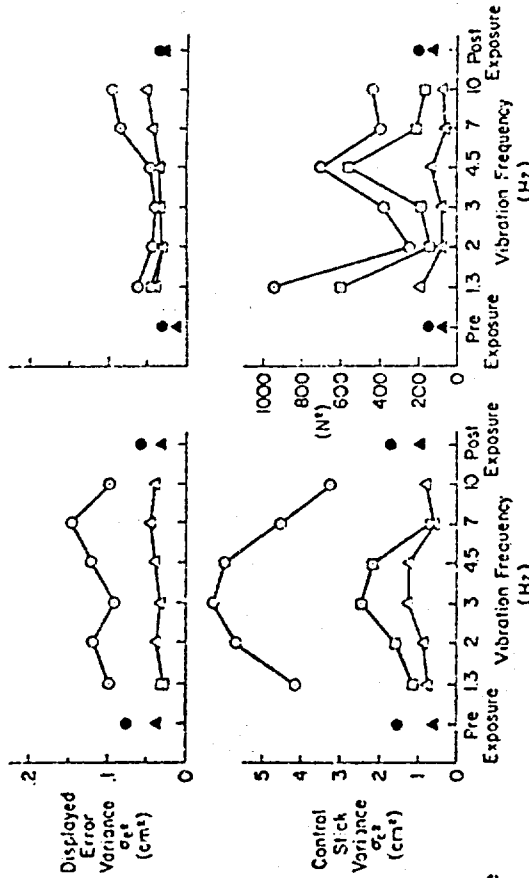 Displayed
Error
Variance
σe²
(cm²)
.2
.1
0
Control
Stick
Variance
σc²
(cm²)
5
4
3
2
1
0
Pre
Exposure
1.3
2
3
4.5
7
10
Post
Exposure
Vibration Frequency
(Hz)
1000
(N²)
800
600
400
200
0
Pre
Exposure
1.3
2
3
4.5
7
10
Post
Exposure
Vibration Frequency
(Hz)